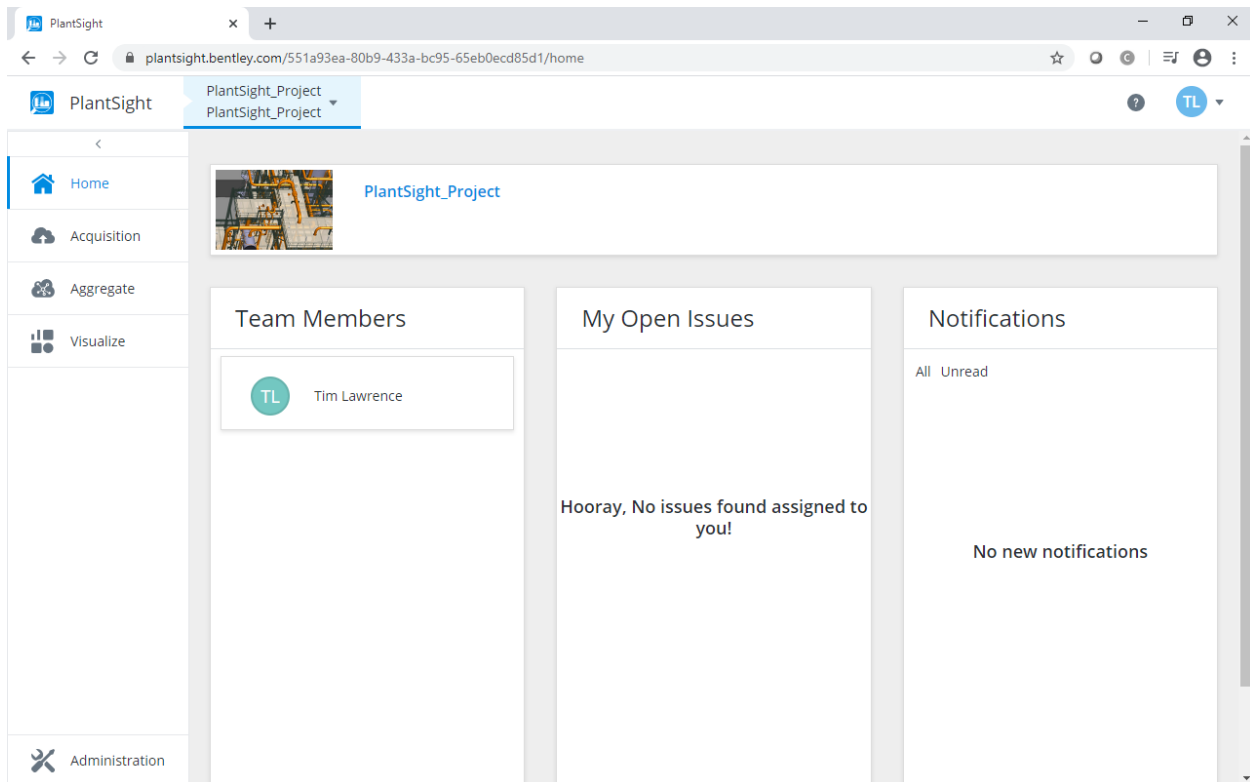 PlantSight
plantsight.bentley.com/551a93ea-80b9-433a-bc95-65eb0ecd85d1/home
PlantSight
PlantSight_Project
PlantSight_Project
?
TL
Home
Acquisition
Aggregate
Visualize
Administration
PlantSight_Project
Team Members
TL
Tim Lawrence
My Open Issues
Hooray, No issues found assigned to
you!
Notifications
All Unread
No new notifications